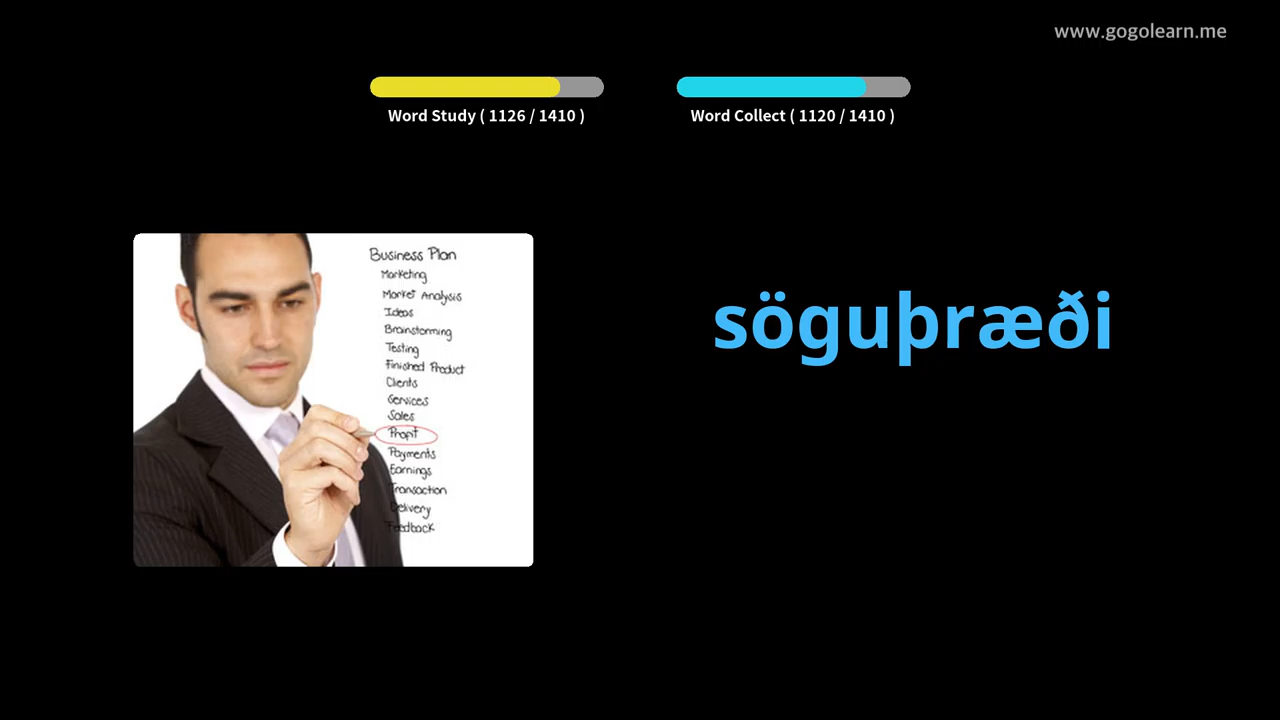 www.gogolearn.me
Word Study ( 1126 / 1410 )
Word Collect ( 1120 / 1410 )
Business Plan
Marketing
Market Analysis
Ideas
Brainstorming
Testing
Finished Product
Clients
Services
Sales
Profit
Payments
Earnings
Transaction
Delivery
Feedback
söguþræði